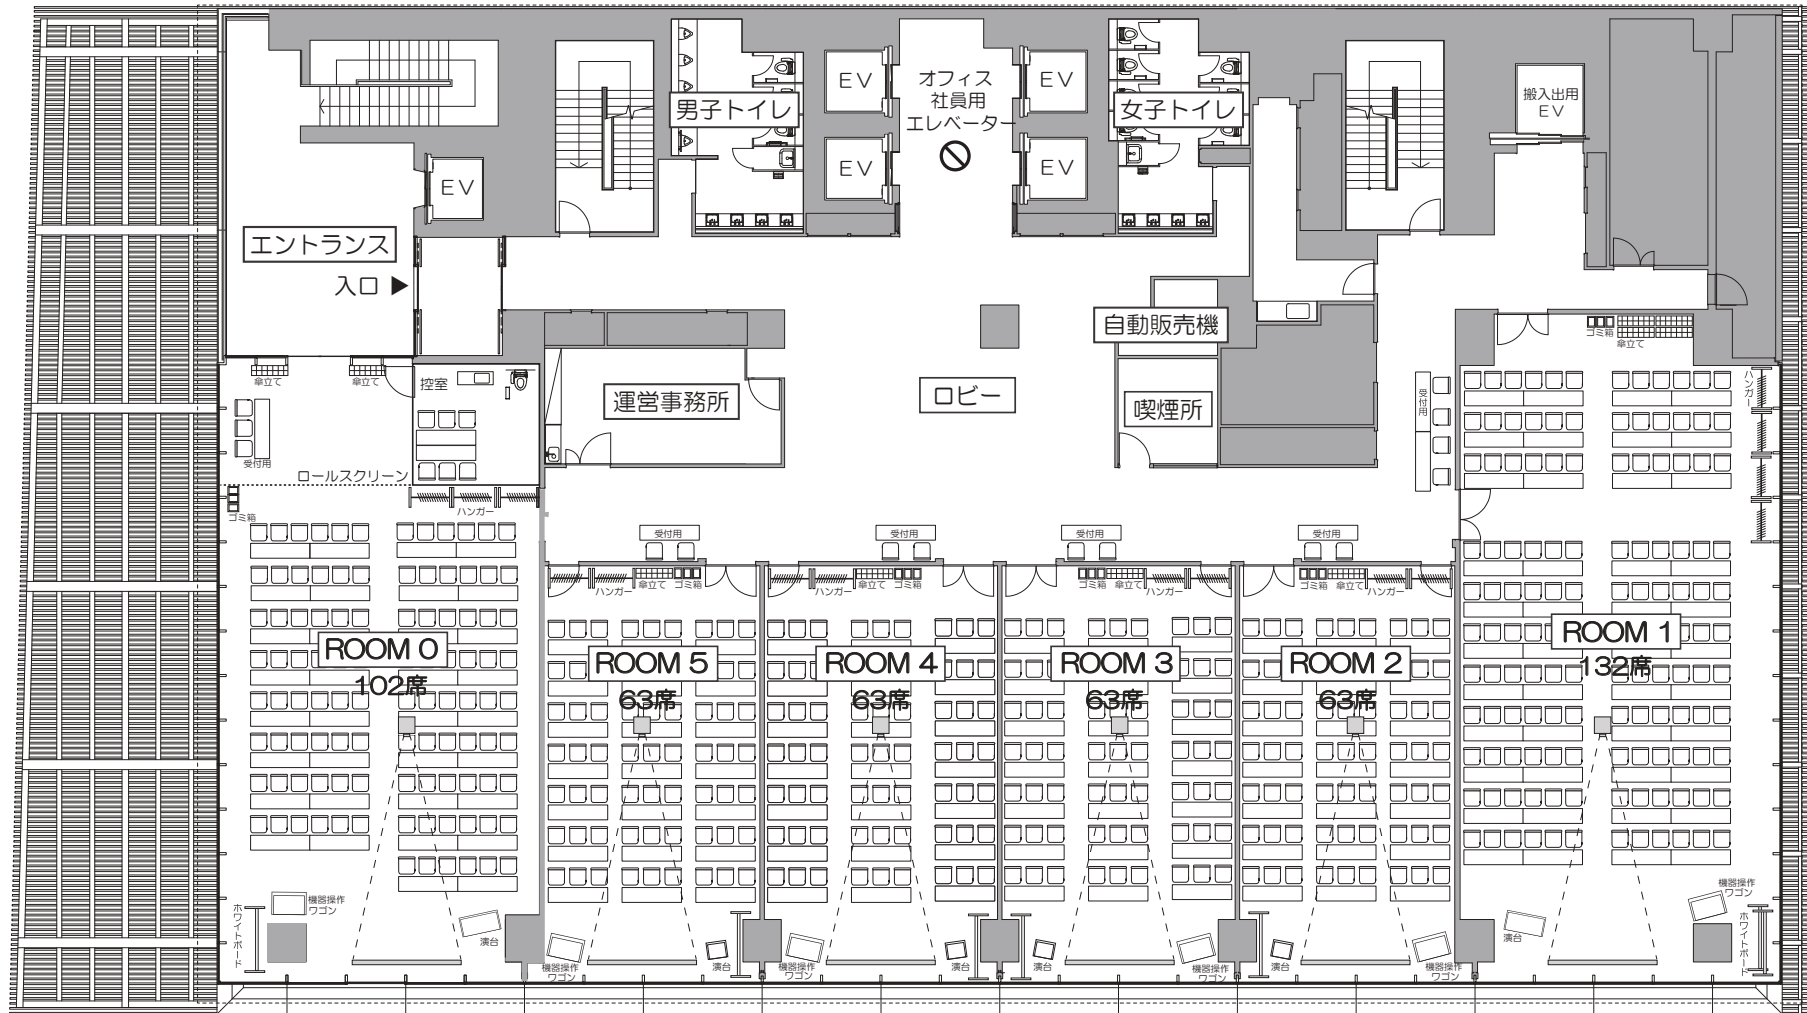 EV
オフィス
社員用
エレベーター
EV
搬入出用
EV
男子トイレ
女子トイレ
EV
EV
EV
エントランス
入口 ▶
自動販売機
ゴミ箱
傘立て
傘立て
傘立て
控室
ハンガー
運営事務所
ロビー
喫煙所
受付用
受付用
ロールスクリーン
ゴミ箱
ハンガー
受付用
受付用
受付用
受付用
ハンガー
傘立て
ゴミ箱
ハンガー
傘立て
ゴミ箱
ゴミ箱
傘立て
ハンガー
ゴミ箱
傘立て
ハンガー
ROOM 0
102席
ROOM 5
63席
ROOM 4
63席
ROOM 3
63席
ROOM 2
63席
ROOM 1
132席
ホワイトボード
機器操作
ワゴン
演台
機器操作
ワゴン
演台
機器操作
ワゴン
演台
演台
機器操作
ワゴン
演台
機器操作
ワゴン
演台
機器操作
ワゴン
ホワイトボード